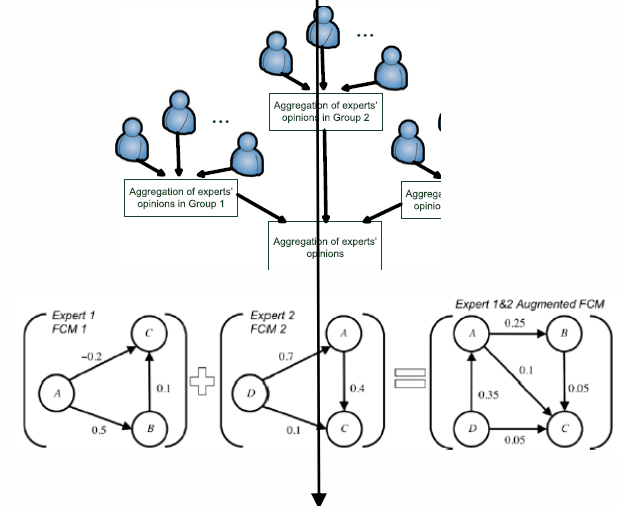 ...
Aggregation of experts'
opinions in Group 2
...
Aggregation of experts'
opinions in Group 1
Aggrega
opinio
Aggregation of experts'
opinions
Expert 1
FCM 1
C
-0.2
A
0.1
0.5
B
Expert 2
FCM 2
A
0.7
D
0.4
0.1
C
Expert 1&2 Augmented FCM
A
0.25
B
0.1
0.35
0.05
D
0.05
C